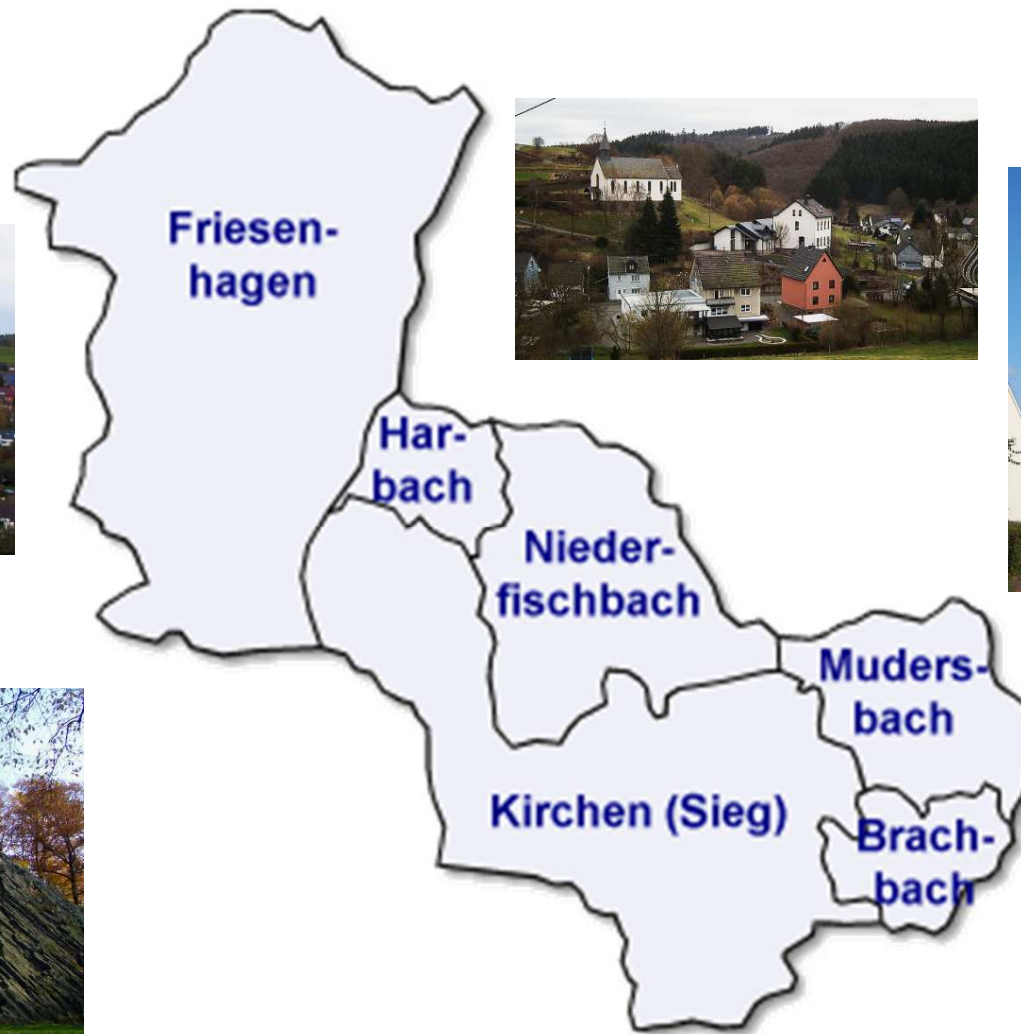 Friesen-
hagen
Har-
bach
Nieder-
fischbach
Muders-
bach
Kirchen (Sieg)
Brach-
bach